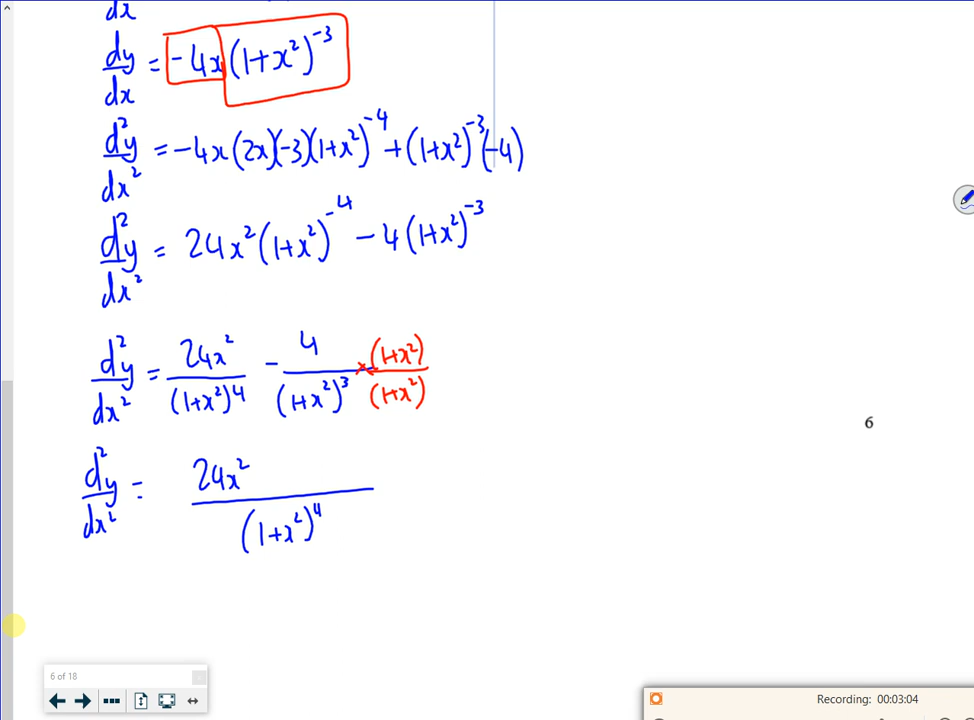 dx
dy/dx = -4x(1+x²)⁻³
d²y/dx² = -4x(2x)(-3)(1+x²)⁻⁴ + (1+x²)⁻³(-4)
d²y/dx² = 24x²(1+x²)⁻⁴ - 4(1+x²)⁻³
d²y/dx² = 24x²/(1+x²)⁴ - 4/(1+x²)³ × (1+x²)/(1+x²)
6
d²y/dx² = 24x²/(1+x²)⁴
6 of 18
Recording: 00:03:04